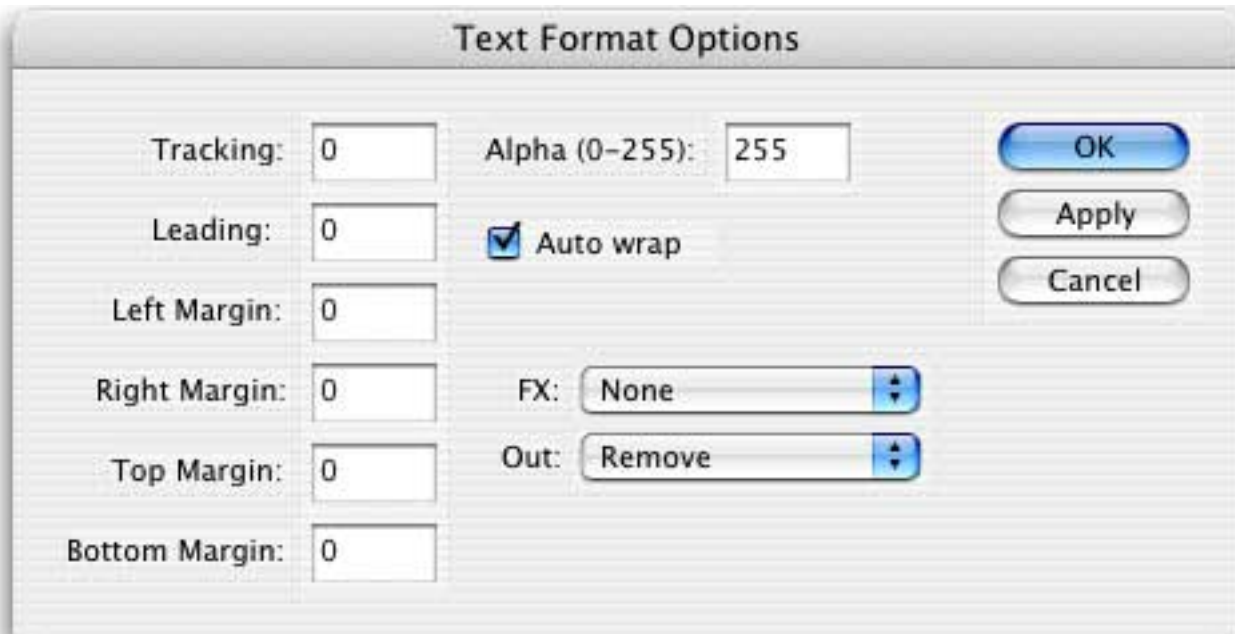 Text Format Options
Tracking: 0 Alpha (0-255): 255 OK
Leading: 0 Auto wrap Apply
Left Margin: 0 Cancel
Right Margin: 0 FX: None
Top Margin: 0 Out: Remove
Bottom Margin: 0